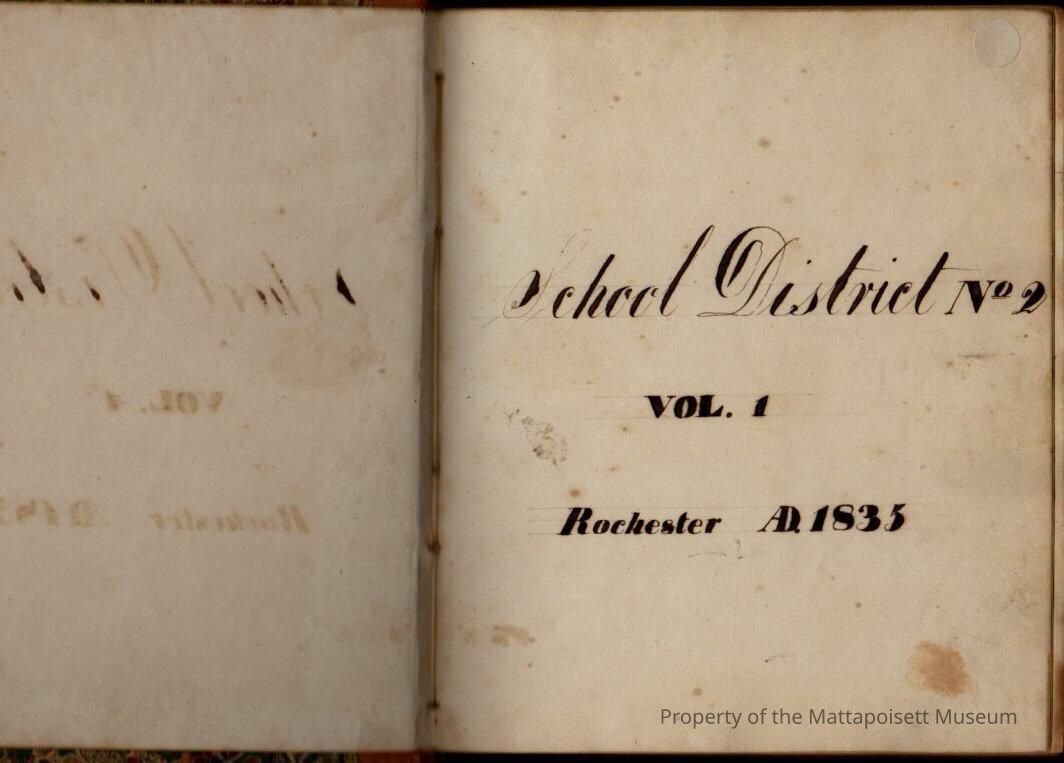 School District Nº 2
VOL. 1
Rochester AD. 1835
Property of the Mattapoisett Museum